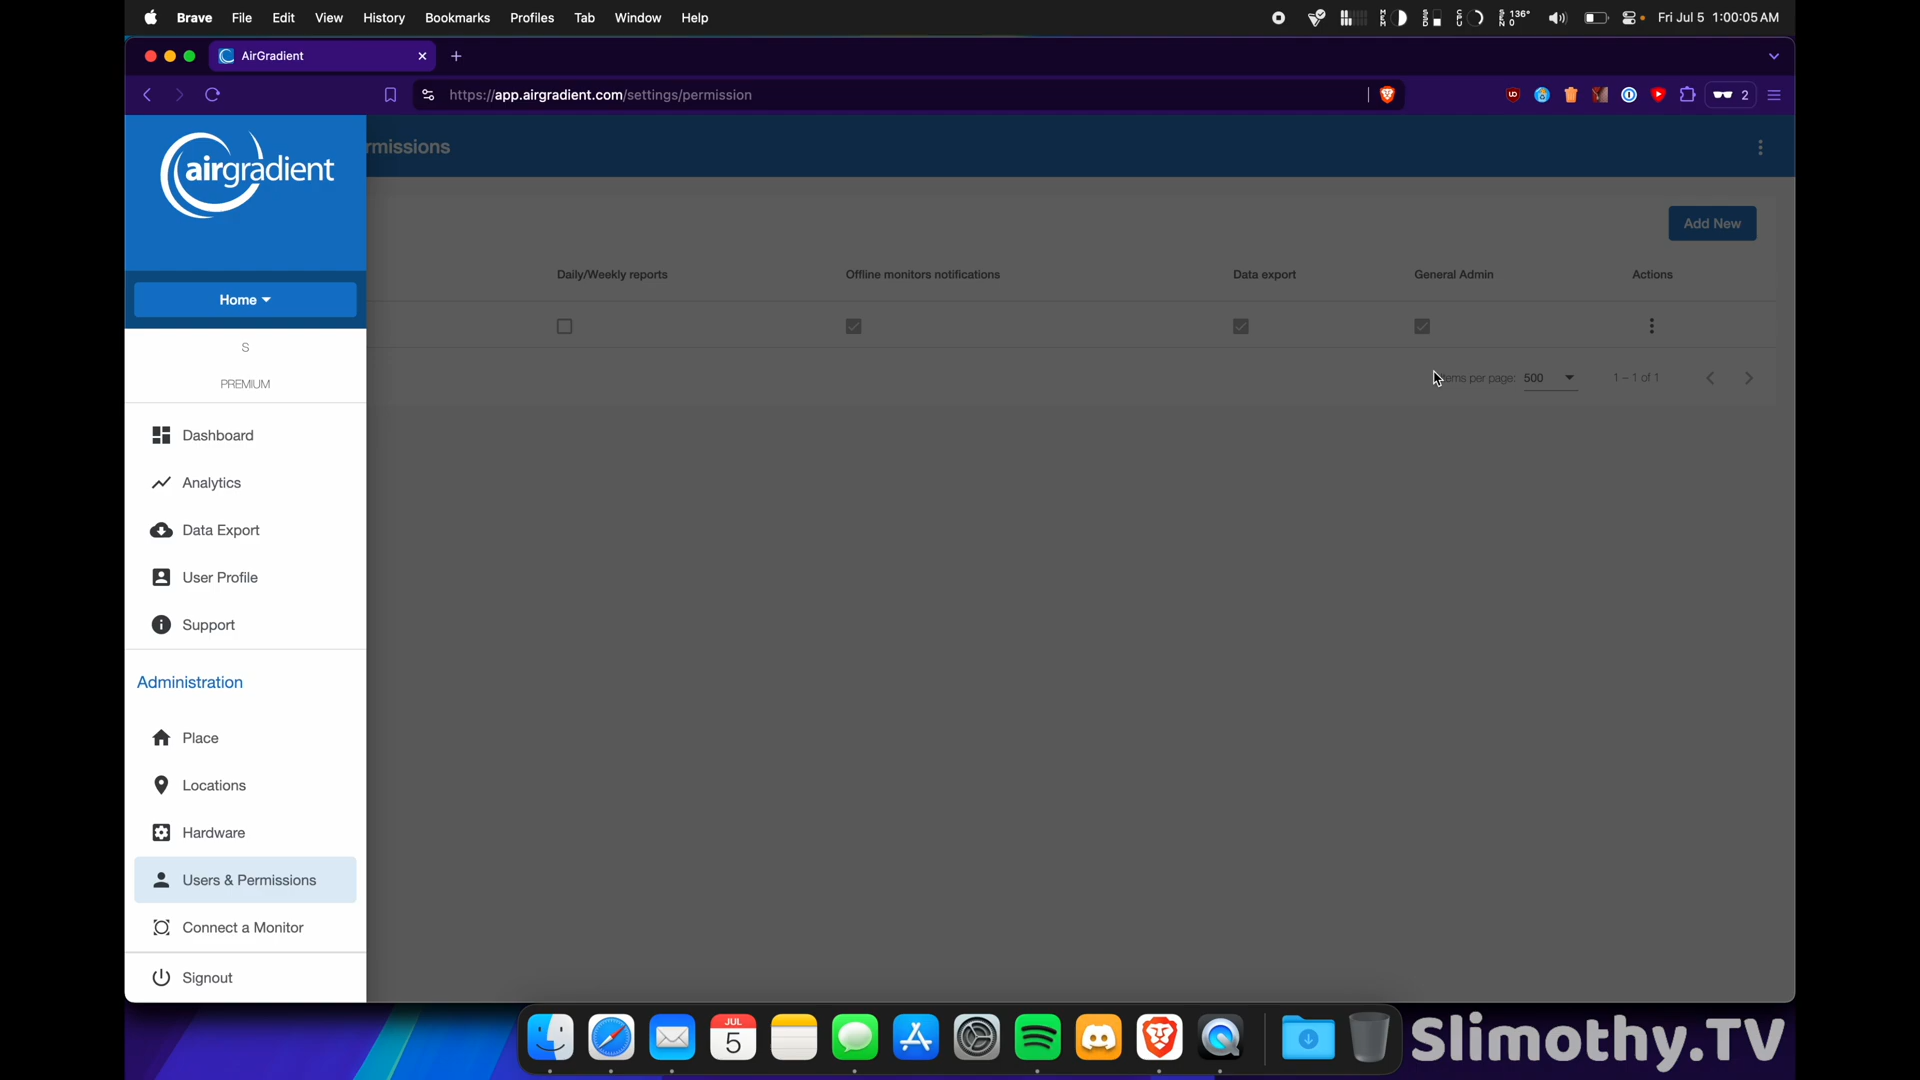 Brave File Edit View History Bookmarks Profiles Tab Window Help
136° Fri Jul 5 1:00:05 AM
AirGradient
https://app.airgradient.com/settings/permission
2
airgradient
rmissions
Home
S
PREMIUM
Add New
Daily/Weekly reports Offline monitors notifications Data export General Admin Actions
ems per page: 500 1 – 1 of 1
Dashboard
Analytics
Data Export
User Profile
Support
Administration
Place
Locations
Hardware
Users & Permissions
Connect a Monitor
Signout
JUL
5
Slimothy.TV